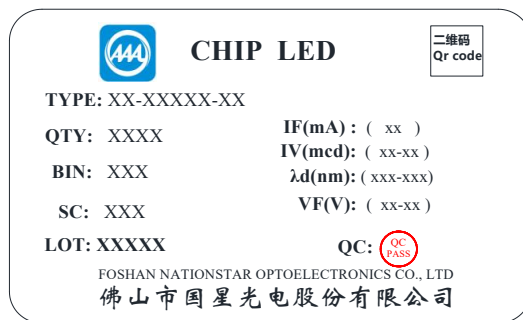 AAA
CHIP LED
二维码
Qr code
TYPE: XX-XXXXX-XX
QTY: XXXX
BIN: XXX
SC: XXX
LOT: XXXXX
IF(mA) : ( xx )
IV(mcd): ( xx-xx )
λd(nm): ( xxx-xxx)
VF(V): ( xx-xx )
QC: QC
PASS
FOSHAN NATIONSTAR OPTOELECTRONICS CO., LTD
佛山市国星光电股份有限公司